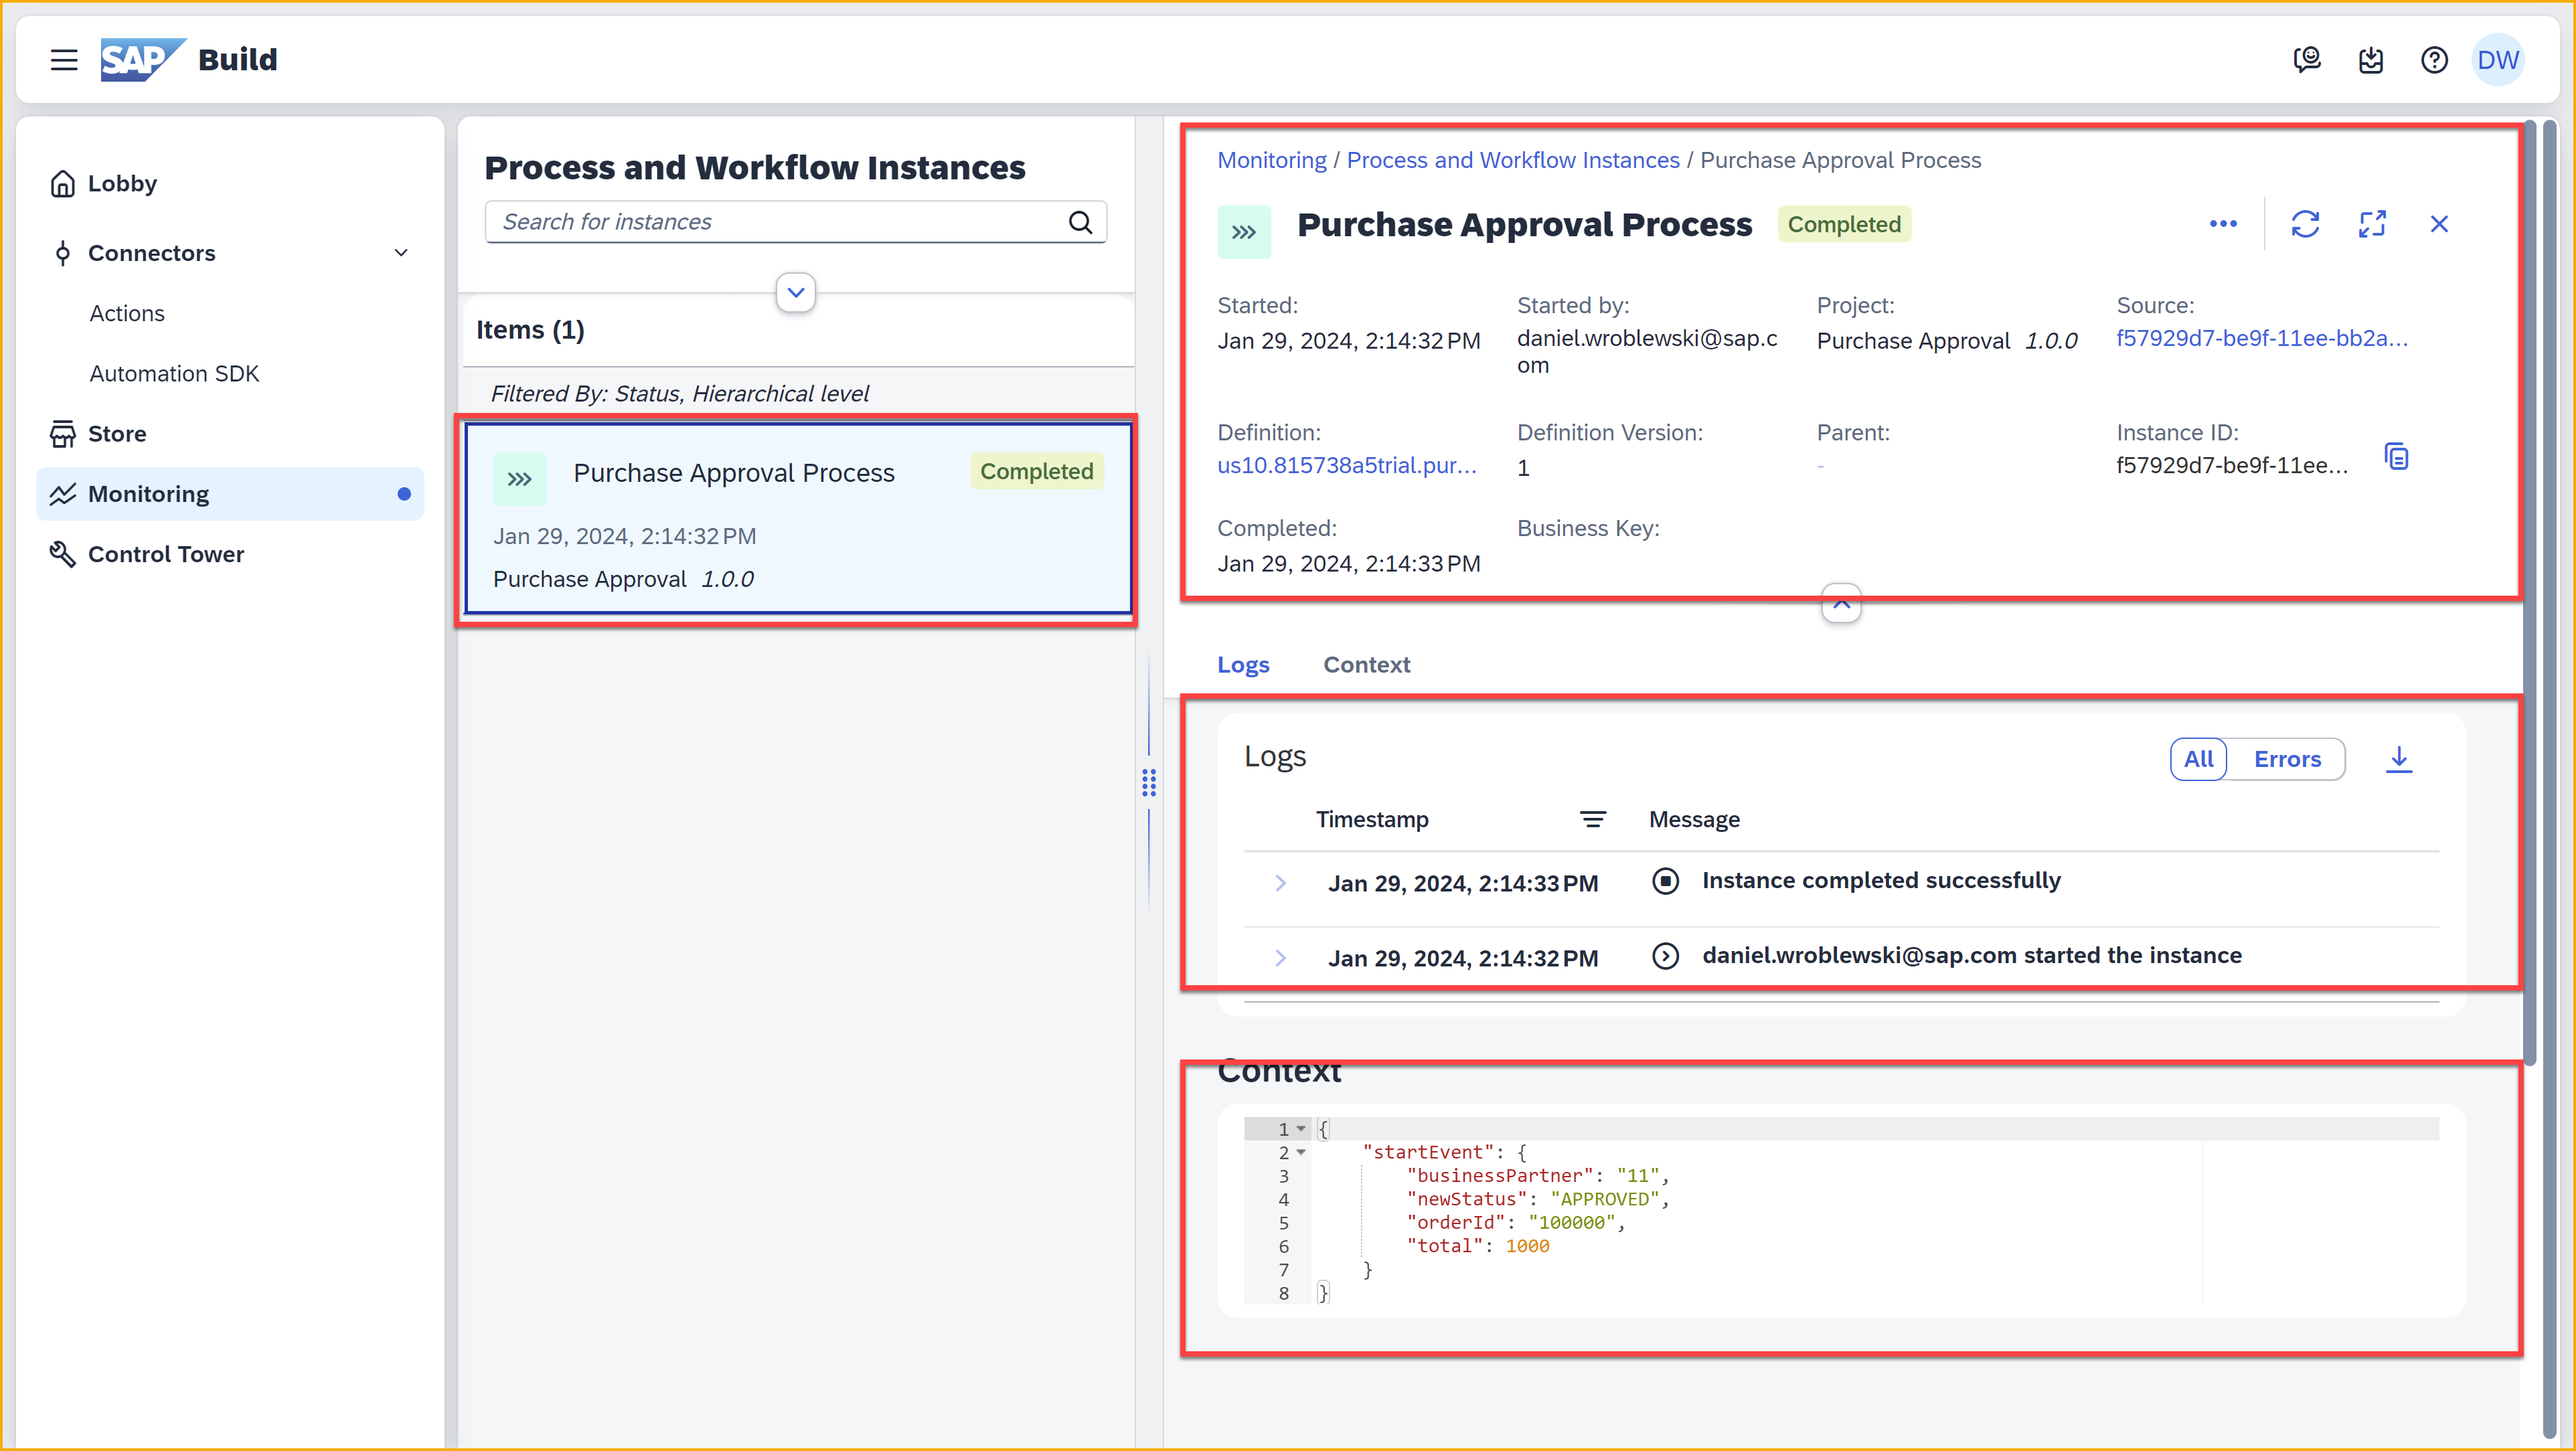 SAP Build
DW
Lobby
Connectors
Actions
Automation SDK
Store
Monitoring
Control Tower
Process and Workflow Instances
Search for instances
Items (1)
Filtered By: Status, Hierarchical level
Purchase Approval Process Completed
Jan 29, 2024, 2:14:32 PM
Purchase Approval 1.0.0
Monitoring / Process and Workflow Instances / Purchase Approval Process
Purchase Approval Process Completed
Started: Started by: Project: Source:
Jan 29, 2024, 2:14:32 PM daniel.wroblewski@sap.c Purchase Approval 1.0.0 f57929d7-be9f-11ee-bb2a...
om
Definition: Definition Version: Parent: Instance ID:
us10.815738a5trial.pur... 1 - f57929d7-be9f-11ee...
Completed: Business Key:
Jan 29, 2024, 2:14:33 PM
Logs Context
Logs All Errors
Timestamp Message
Jan 29, 2024, 2:14:33 PM Instance completed successfully
Jan 29, 2024, 2:14:32 PM daniel.wroblewski@sap.com started the instance
Context
1 {
2 "startEvent": {
3 "businessPartner": "11",
4 "newStatus": "APPROVED",
5 "orderId": "100000",
6 "total": 1000
7 }
8 }